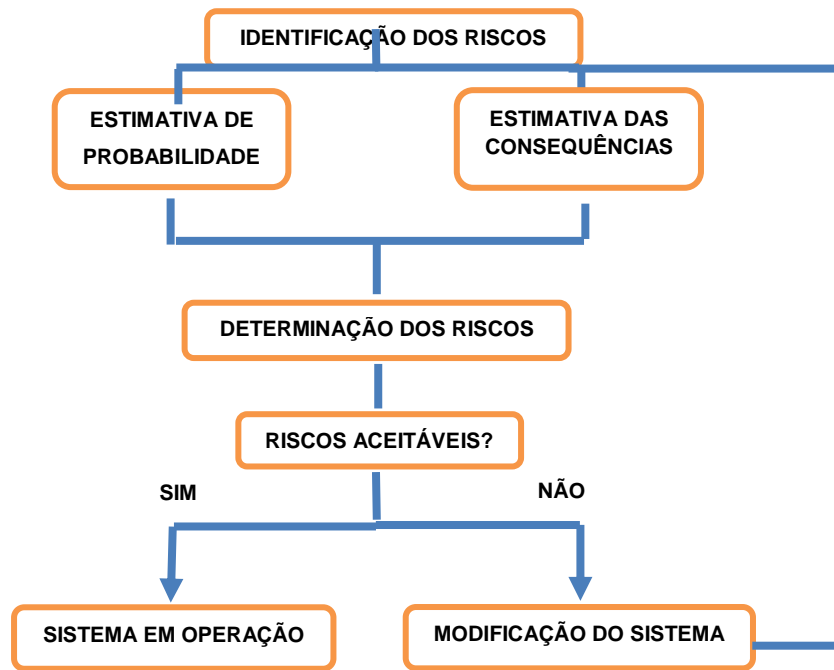 IDENTIFICAÇÃO DOS RISCOS
ESTIMATIVA DE
PROBABILIDADE
ESTIMATIVA DAS
CONSEQUÊNCIAS
DETERMINAÇÃO DOS RISCOS
RISCOS ACEITÁVEIS?
SIM
NÃO
SISTEMA EM OPERAÇÃO
MODIFICAÇÃO DO SISTEMA